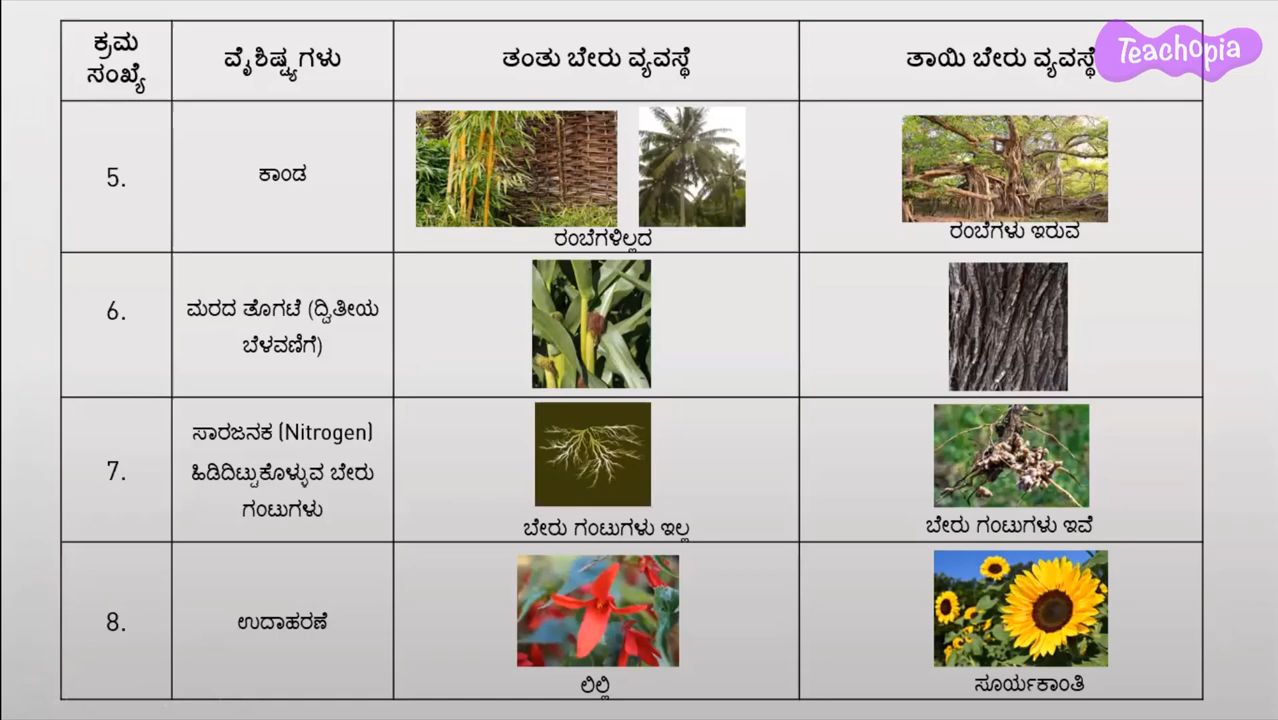 Teachopia
ಕ್ರಮ
ಸಂಖ್ಯೆ
ವೈಶಿಷ್ಟ್ಯಗಳು
ತಂತು ಬೇರು ವ್ಯವಸ್ಥೆ
ತಾಯಿ ಬೇರು ವ್ಯವಸ್ಥೆ
5.
ಕಾಂಡ
ರಂಬೆಗಳಿಲ್ಲದ
ರಂಬೆಗಳು ಇರುವ
6.
ಮರದ ತೊಗಟೆ (ದ್ವಿತೀಯ
ಬೆಳವಣಿಗೆ)
7.
ಸಾರಜನಕ (Nitrogen)
ಹಿಡಿದಿಟ್ಟುಕೊಳ್ಳುವ ಬೇರು
ಗಂಟುಗಳು
ಬೇರು ಗಂಟುಗಳು ಇಲ್ಲ
ಬೇರು ಗಂಟುಗಳು ಇವೆ
8.
ಉದಾಹರಣೆ
ಲಿಲ್ಲಿ
ಸೂರ್ಯಕಾಂತಿ